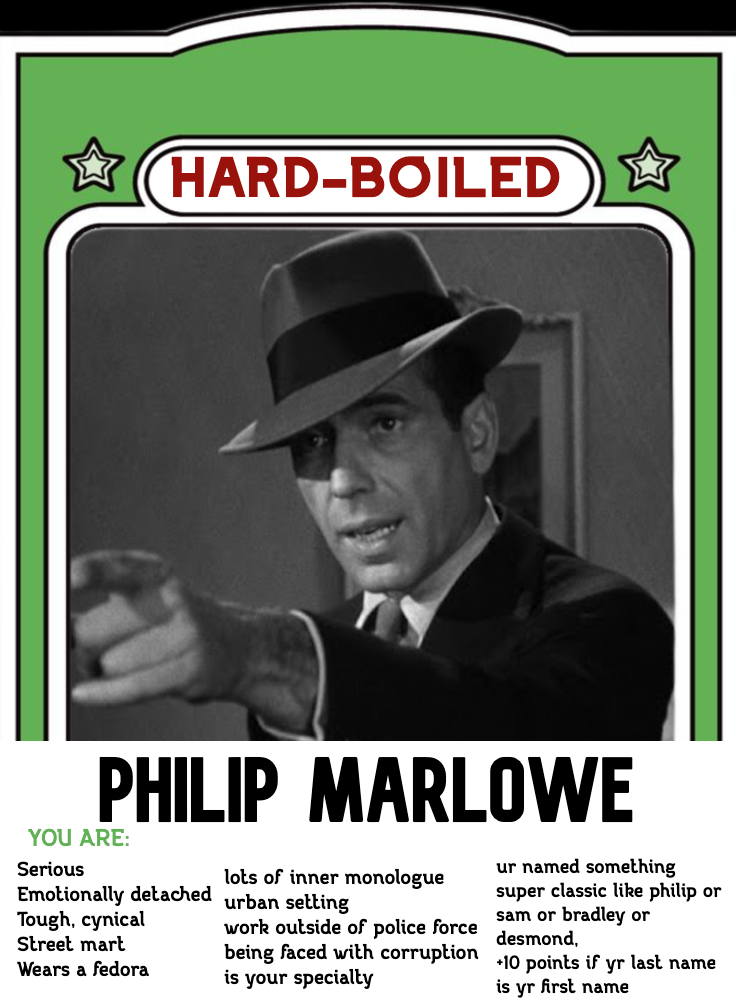 HARD-BOILED
PHILIP MARLOWE
YOU ARE:
Serious
Emotionally detached
Tough, cynical
Street mart
Wears a fedora
lots of inner monologue
urban setting
work outside of police force
being faced with corruption
is your specialty
ur named something
super classic like philip or
sam or bradley or
desmond,
+10 points if yr last name
is yr first name